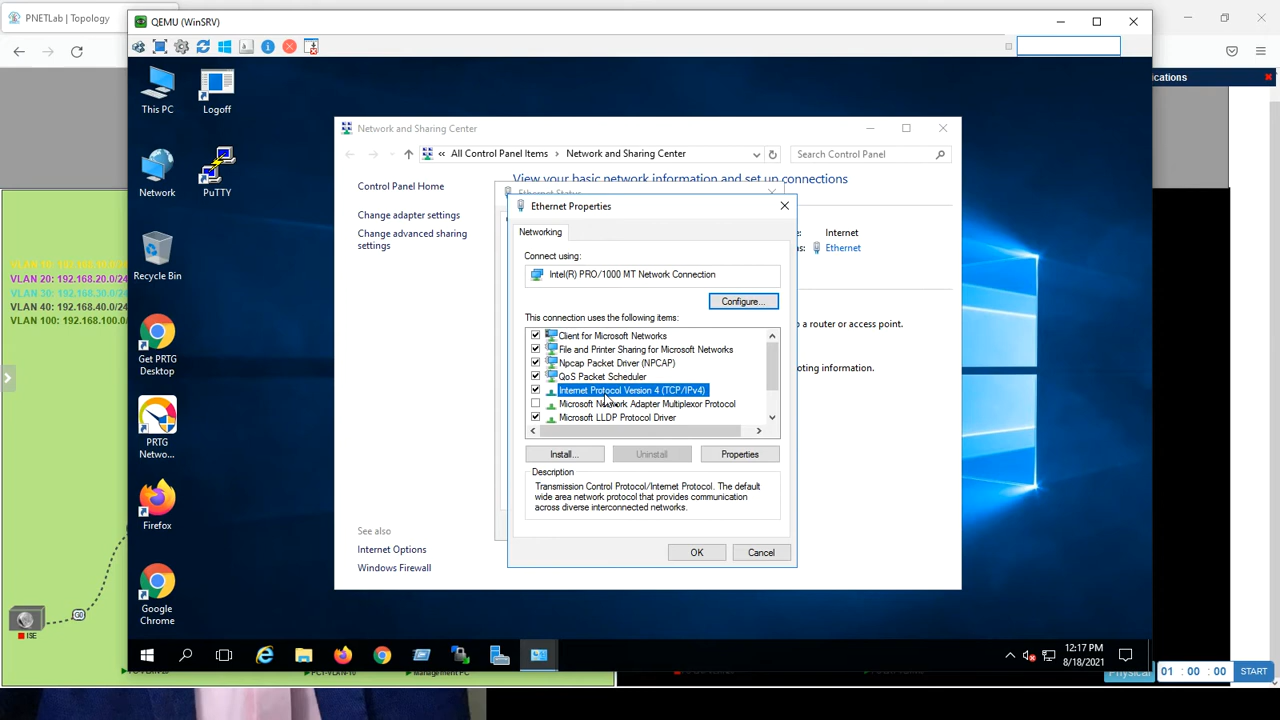 PNETLab | Topology
QEMU (WinSRV)
ications
This PC
Logoff
Network
PuTTY
Recycle Bin
Get PRTG
Desktop
PRTG
Netwo...
Firefox
Google
Chrome
Network and Sharing Center
« All Control Panel Items › Network and Sharing Center
Search Control Panel
Control Panel Home
Change adapter settings
Change advanced sharing
settings
View your basic network information and set up connections
Internet
Ethernet
o a router or access point.
oting information.
See also
Internet Options
Windows Firewall
Ethernet Status
Ethernet Properties
Networking
Connect using:
Intel(R) PRO/1000 MT Network Connection
Configure...
This connection uses the following items:
Client for Microsoft Networks
File and Printer Sharing for Microsoft Networks
Npcap Packet Driver (NPCAP)
QoS Packet Scheduler
Internet Protocol Version 4 (TCP/IPv4)
Microsoft Network Adapter Multiplexor Protocol
Microsoft LLDP Protocol Driver
Install...
Uninstall
Properties
Description
Transmission Control Protocol/Internet Protocol. The default
wide area network protocol that provides communication
across diverse interconnected networks.
OK
Cancel
VLAN 20: 192.168.20.0/24
VLAN 30: 192.168.30.0/24
VLAN 40: 192.168.40.0/24
VLAN 100: 192.168.100.0/
G0
ISE
12:17 PM
8/18/2021
Physical
01 : 00 : 00
START
Management PC